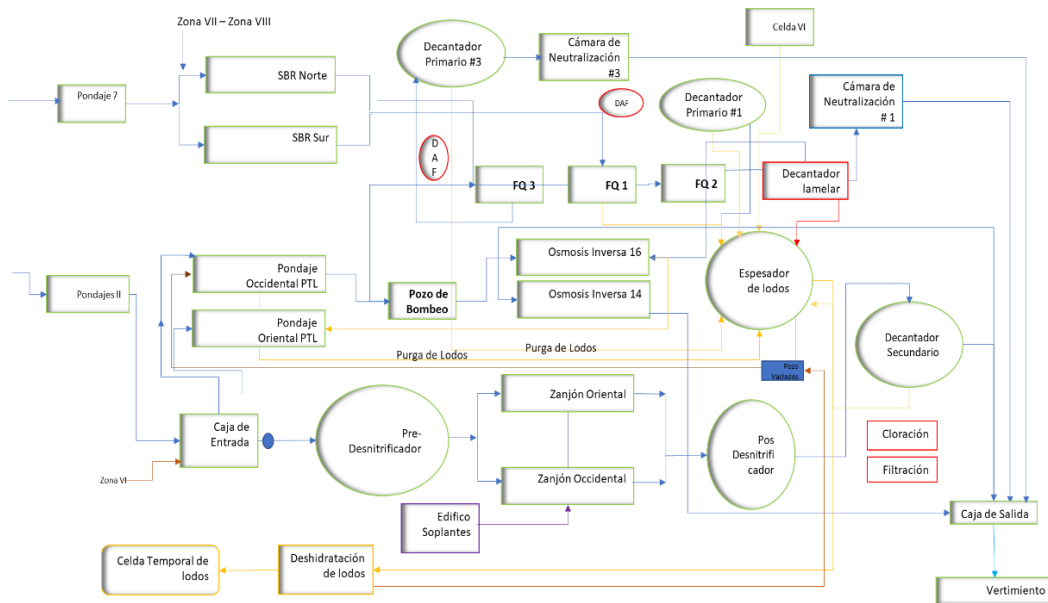 Zona VII – Zona VIII
Celda VI
Decantador
Primario #3
Cámara de
Neutralización
#3
Pondaje 7
SBR Norte
DAF
Decantador
Primario #1
Cámara de
Neutralización
# 1
SBR Sur
D
A
F
FQ 3
FQ 1
FQ 2
Decantador
lamelar
Pondajes II
Pondaje
Occidental PTL
Osmosis Inversa 16
Espesador
de lodos
Pozo de
Bombeo
Osmosis Inversa 14
Pondaje
Oriental PTL
Decantador
Secundario
Purga de Lodos
Purga de Lodos
Pozo
Vaciados
Caja de
Entrada
Pre-
Desnitrificador
Zanjón Oriental
Pos
Desnitrifi
cador
Cloración
Filtración
Zanjón Occidental
Zona VI
Edifico
Soplantes
Caja de Salida
Celda Temporal de
lodos
Deshidratación
de lodos
Vertimiento